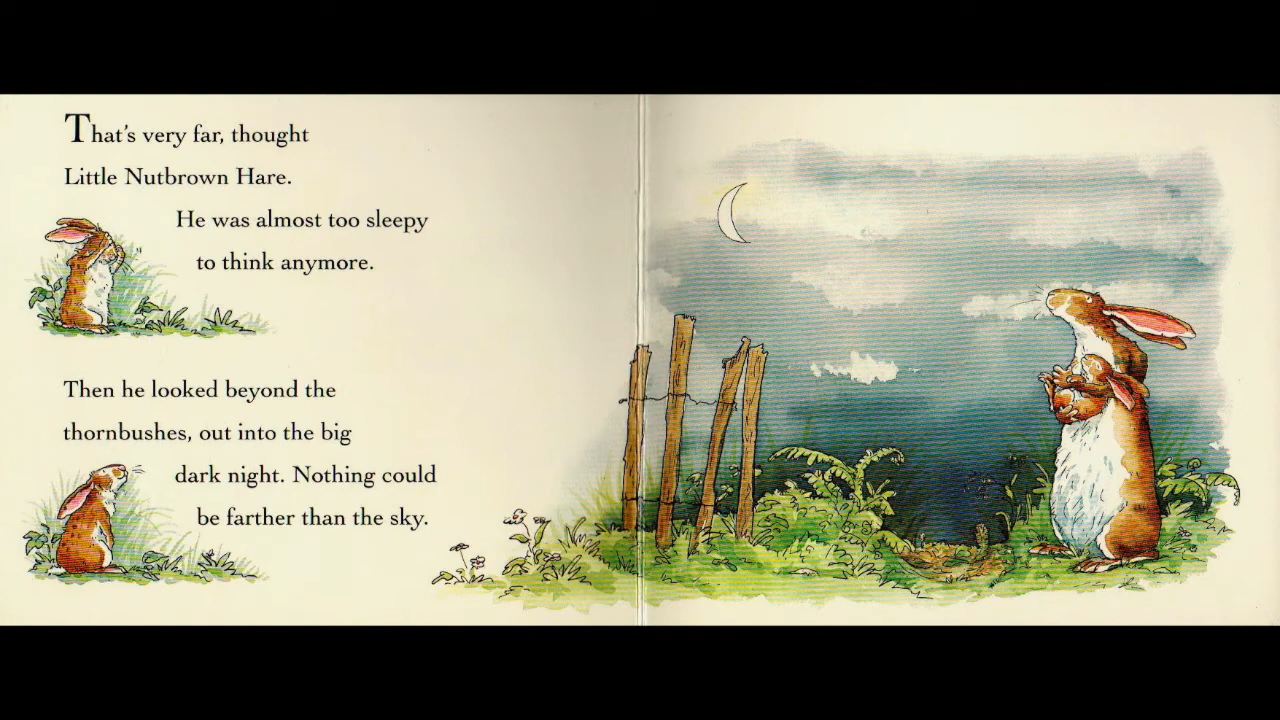 That's very far, thought
Little Nutbrown Hare.
He was almost too sleepy
to think anymore.
Then he looked beyond the
thornbushes, out into the big
dark night. Nothing could
be farther than the sky.